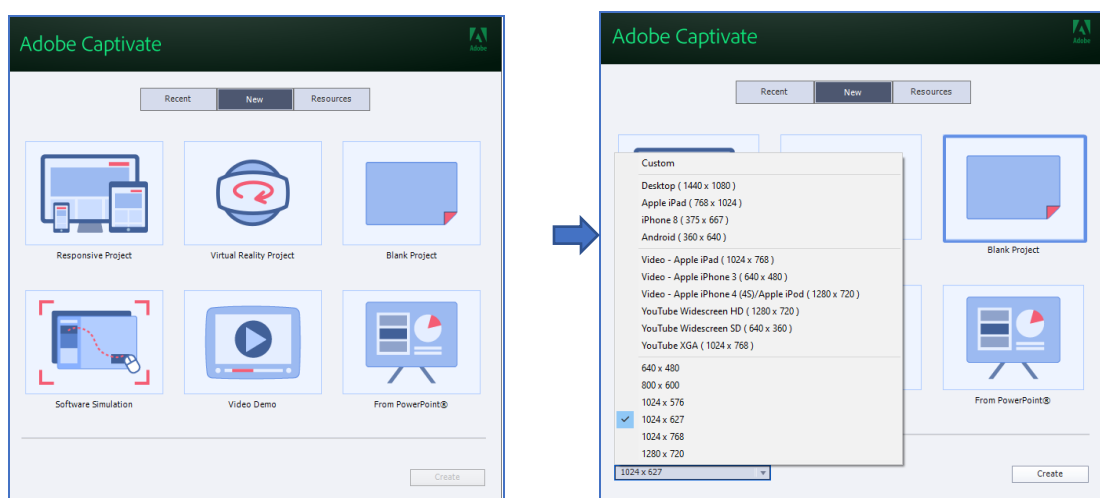 Adobe Captivate
Adobe
Recent New Resources
Responsive Project Virtual Reality Project Blank Project
Software Simulation Video Demo From PowerPoint®
Create
Adobe Captivate
Adobe
Recent New Resources
Custom
Desktop ( 1440 x 1080 )
Apple iPad ( 768 x 1024 )
iPhone 8 ( 375 x 667 )
Android ( 360 x 640 )
Video - Apple iPad ( 1024 x 768 )
Video - Apple iPhone 3 ( 640 x 480 )
Video - Apple iPhone 4 (4S)/Apple iPod ( 1280 x 720 )
YouTube Widescreen HD ( 1280 x 720 )
YouTube Widescreen SD ( 640 x 360 )
YouTube XGA ( 1024 x 768 )
640 x 480
800 x 600
1024 x 576
1024 x 627
1024 x 768
1280 x 720
Blank Project
From PowerPoint®
1024 x 627
Create